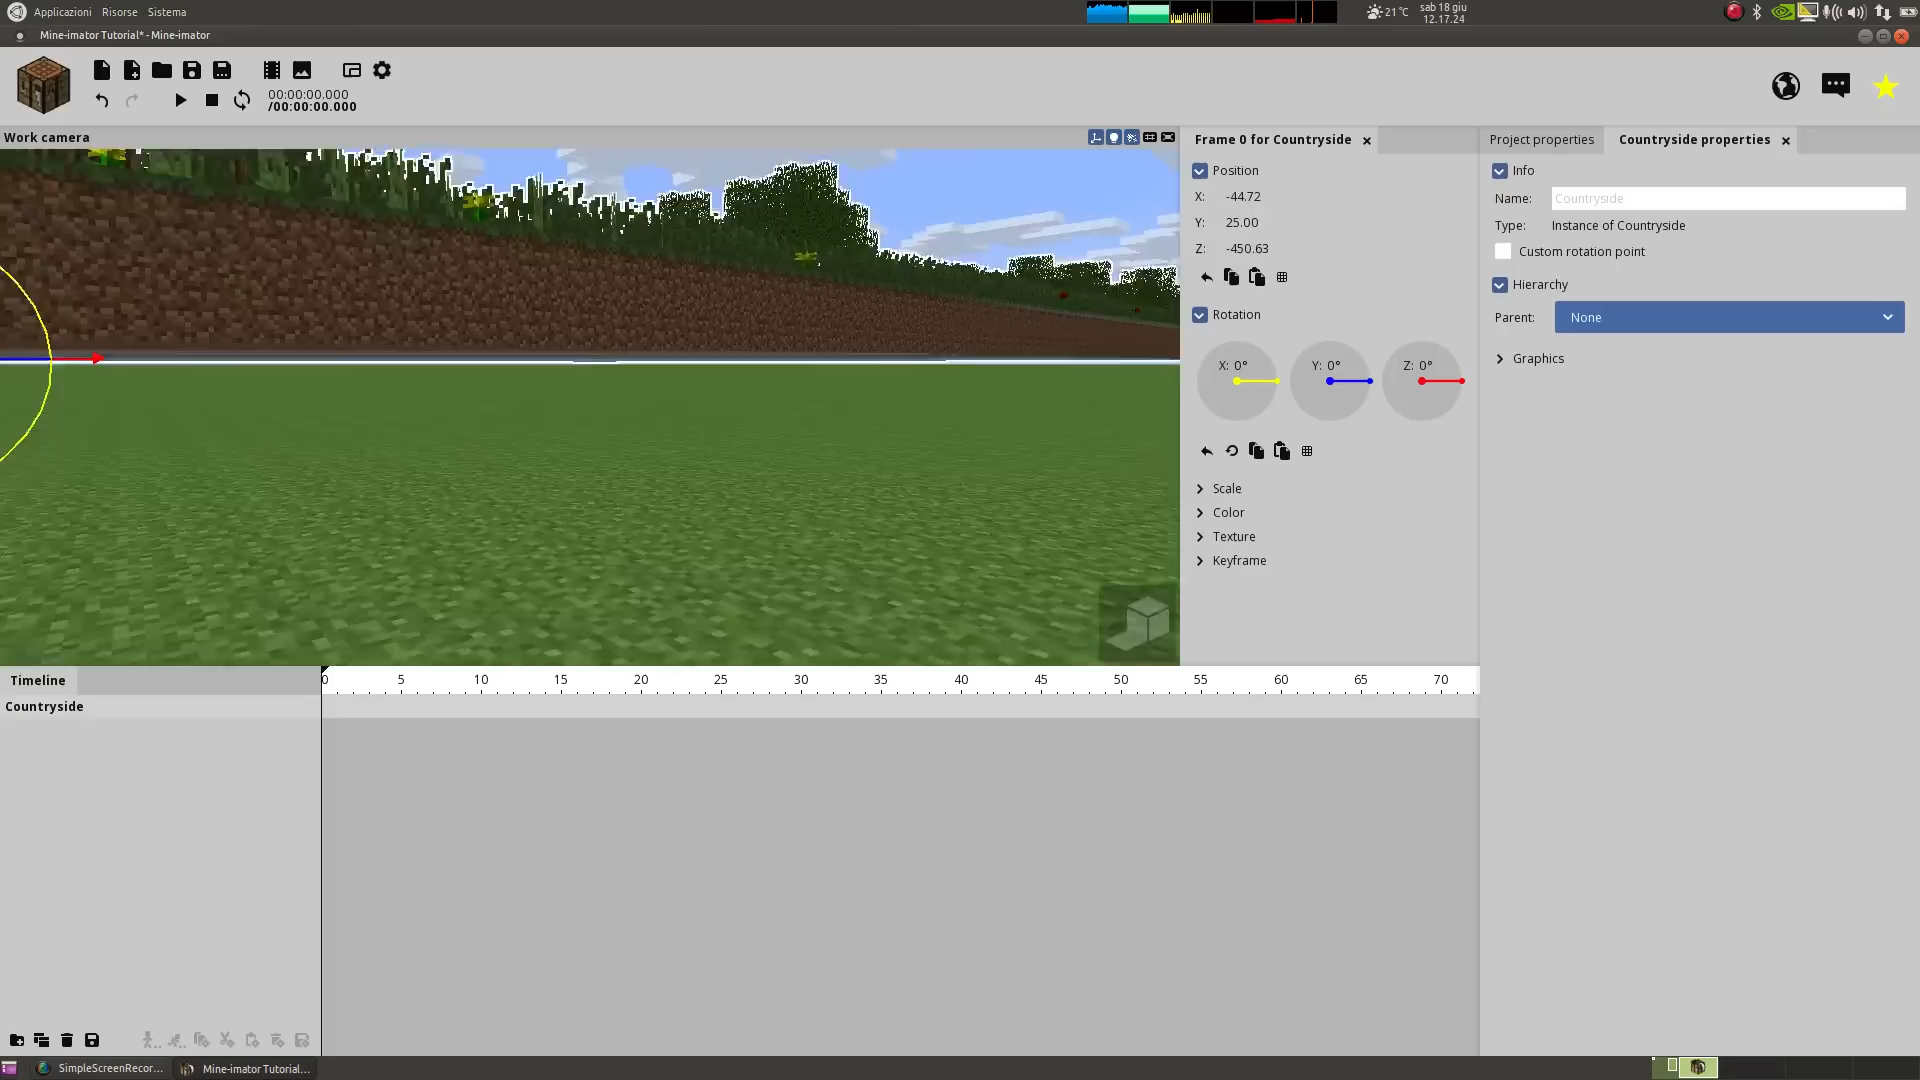 Applicazioni Risorse Sistema
21 °C
sab 18 giu
12.17.24
Mine-imator Tutorial* - Mine-imator
00:00:00.000
/00:00:00.000
Work camera
Frame 0 for Countryside
Position
X: -44.72
Y: 25.00
Z: -450.63
Rotation
X: 0° Y: 0° Z: 0°
Scale
Color
Texture
Keyframe
Project properties Countryside properties
Info
Name: Countryside
Type: Instance of Countryside
Custom rotation point
Hierarchy
Parent: None
Graphics
Timeline
0 5 10 15 20 25 30 35 40 45 50 55 60 65 70
Countryside
SimpleScreenRecor... Mine-imator Tutorial...